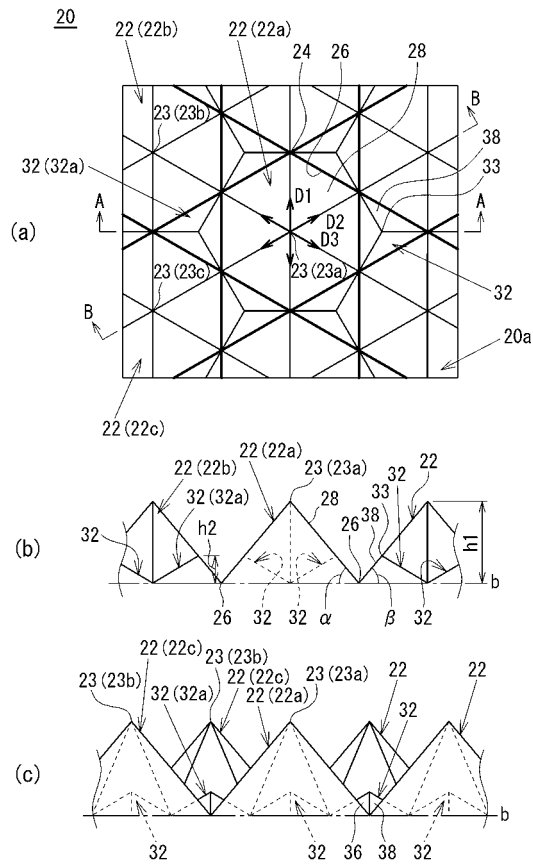 20
22 (22b)
22 (22a)
24
26
28
B
23 (23b)
38
32 (32a)
33
A
A
D1
D2
D3
(a)
23 (23a)
23 (23c)
32
B
20a
22 (22c)
23 (23a)
22 (22a)
22
22 (22b)
32
28
33
32 (32a)
38
h2
26
32
h1
(b)
b
26
32
32
α
β
32
23 (23b)
22 (22c)
32 (32a)
22 (22c)
23 (23a)
22
23 (23b)
22 (22a)
22
32
(c)
b
32
32
36
38
32